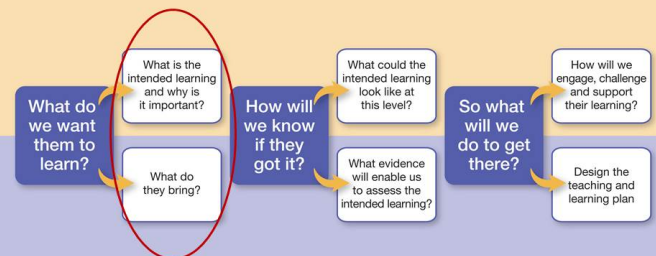 What do
we want
them to
learn?
What is the
intended learning
and why is
it important?
What do
they bring?
How will
we know
if they
got it?
What could the
intended learning
look like at
this level?
What evidence
will enable us
to assess the
intended learning?
So what
will we
do to get
there?
How will we
engage, challenge
and support
their learning?
Design the
teaching and
learning plan